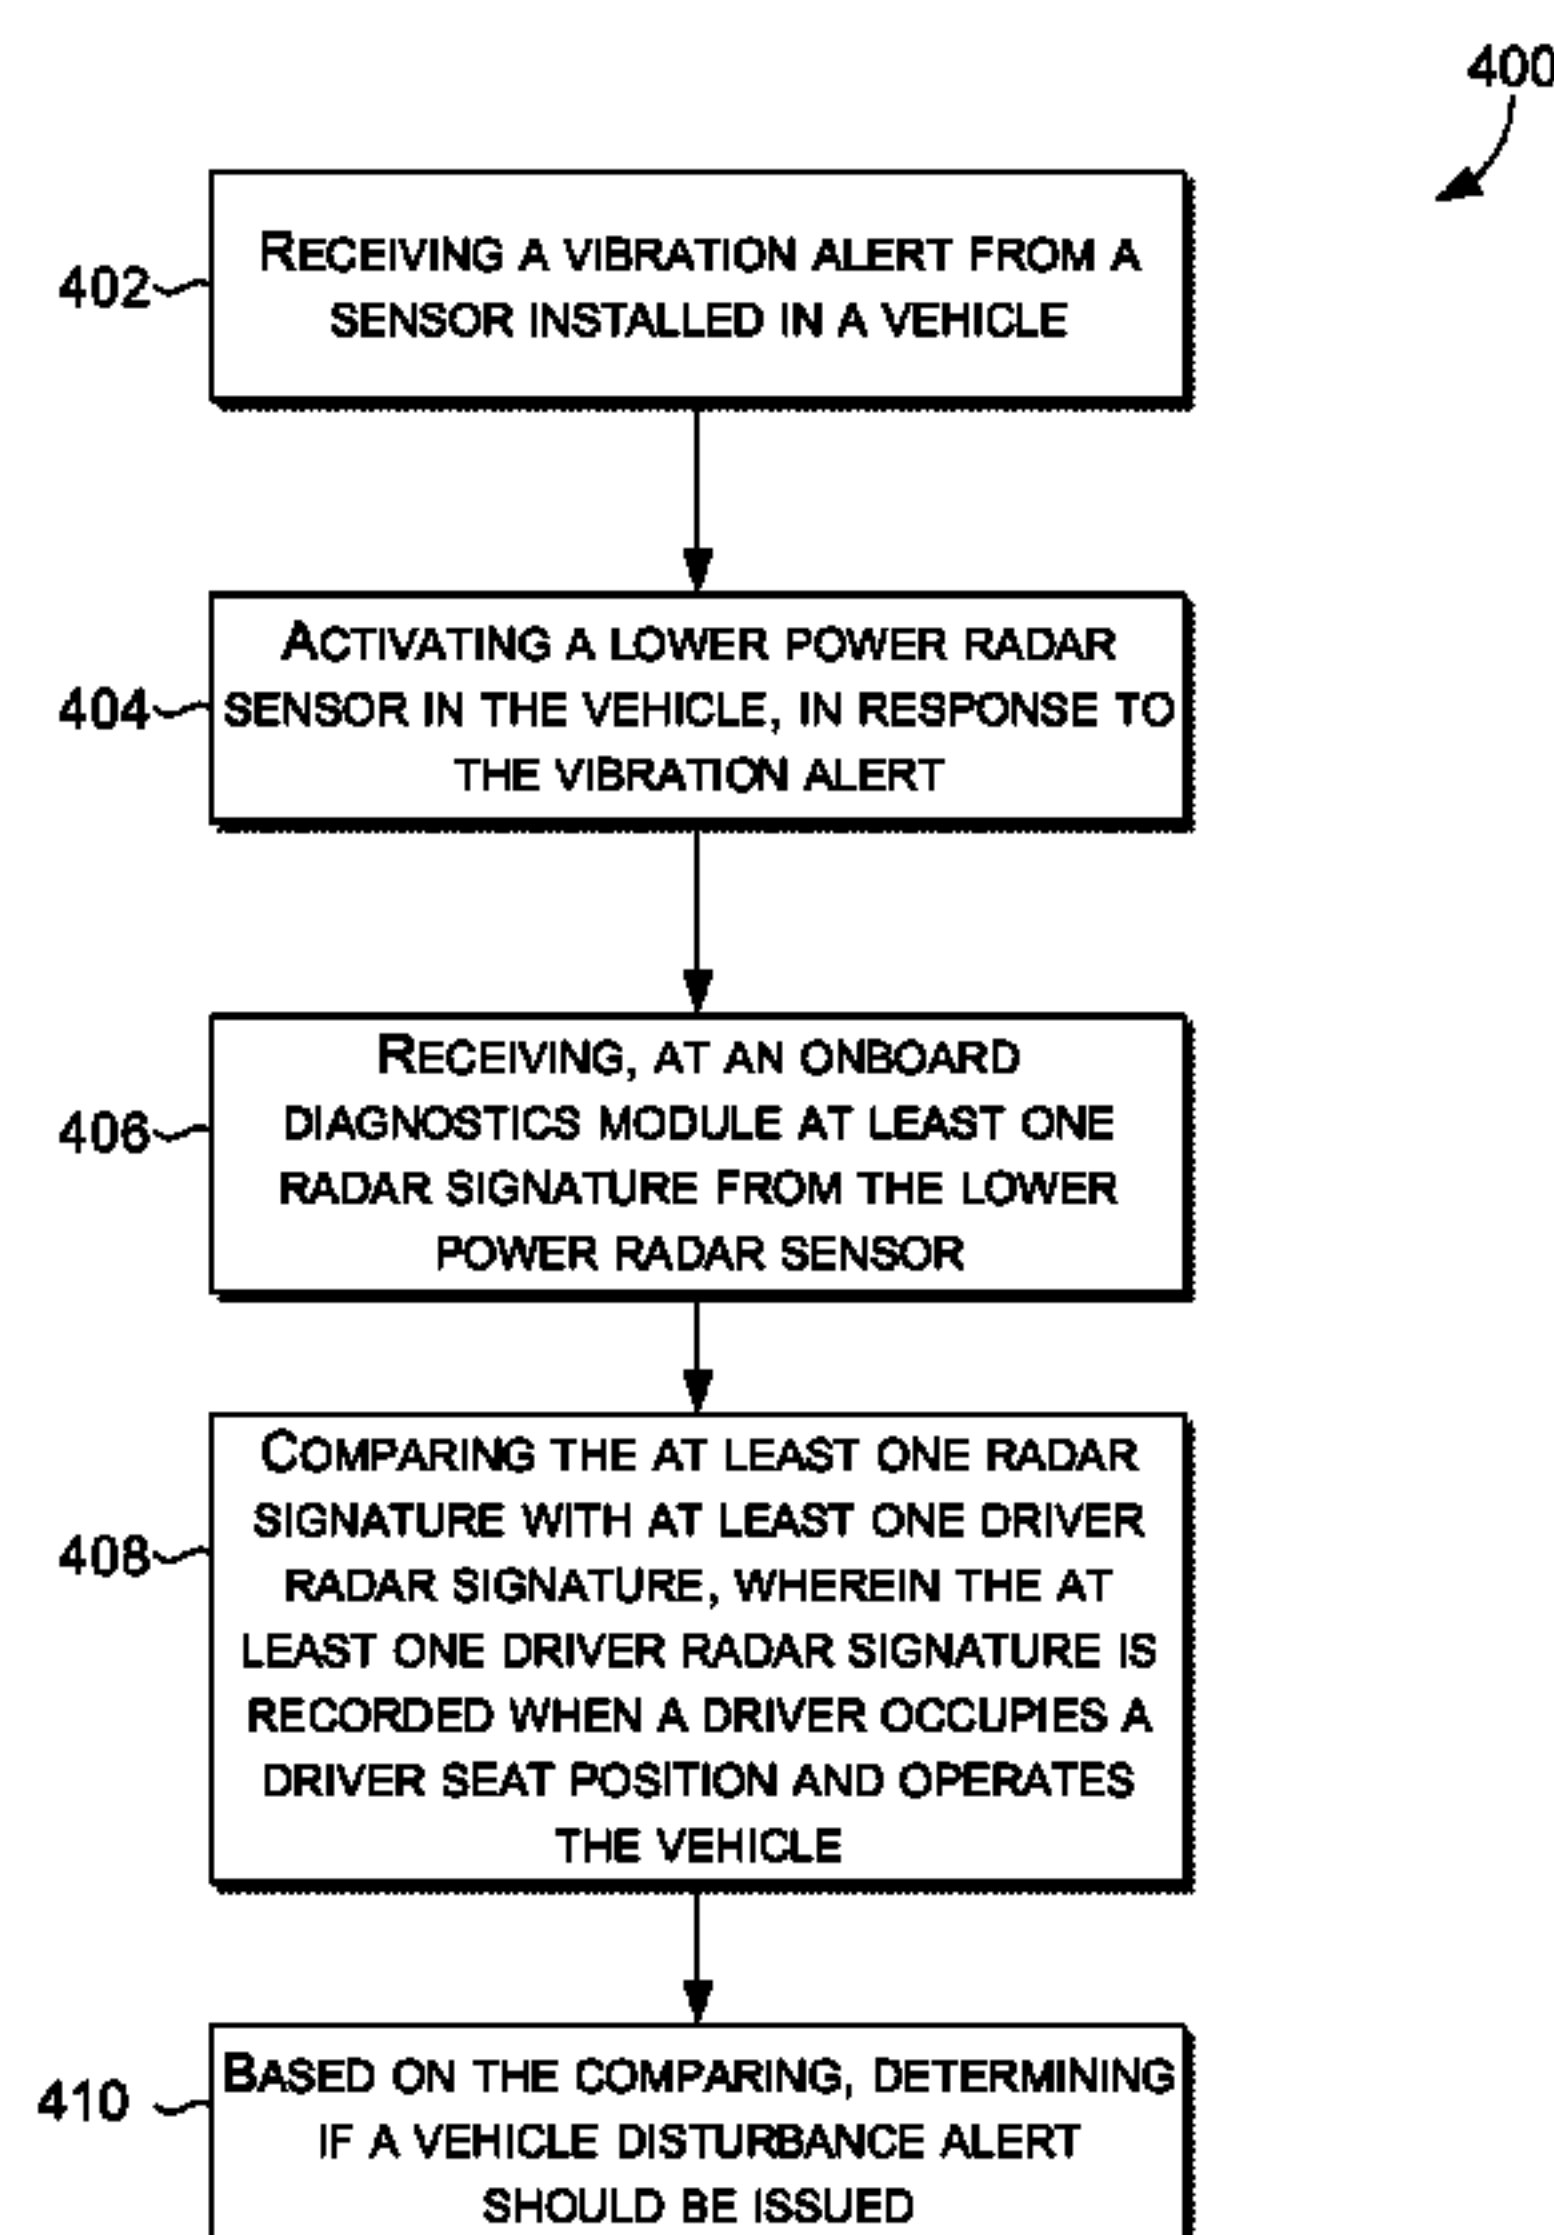 400
402
RECEIVING A VIBRATION ALERT FROM A
SENSOR INSTALLED IN A VEHICLE
404
ACTIVATING A LOWER POWER RADAR
SENSOR IN THE VEHICLE, IN RESPONSE TO
THE VIBRATION ALERT
406
RECEIVING, AT AN ONBOARD
DIAGNOSTICS MODULE AT LEAST ONE
RADAR SIGNATURE FROM THE LOWER
POWER RADAR SENSOR
408
COMPARING THE AT LEAST ONE RADAR
SIGNATURE WITH AT LEAST ONE DRIVER
RADAR SIGNATURE, WHEREIN THE AT
LEAST ONE DRIVER RADAR SIGNATURE IS
RECORDED WHEN A DRIVER OCCUPIES A
DRIVER SEAT POSITION AND OPERATES
THE VEHICLE
410
BASED ON THE COMPARING, DETERMINING
IF A VEHICLE DISTURBANCE ALERT
SHOULD BE ISSUED